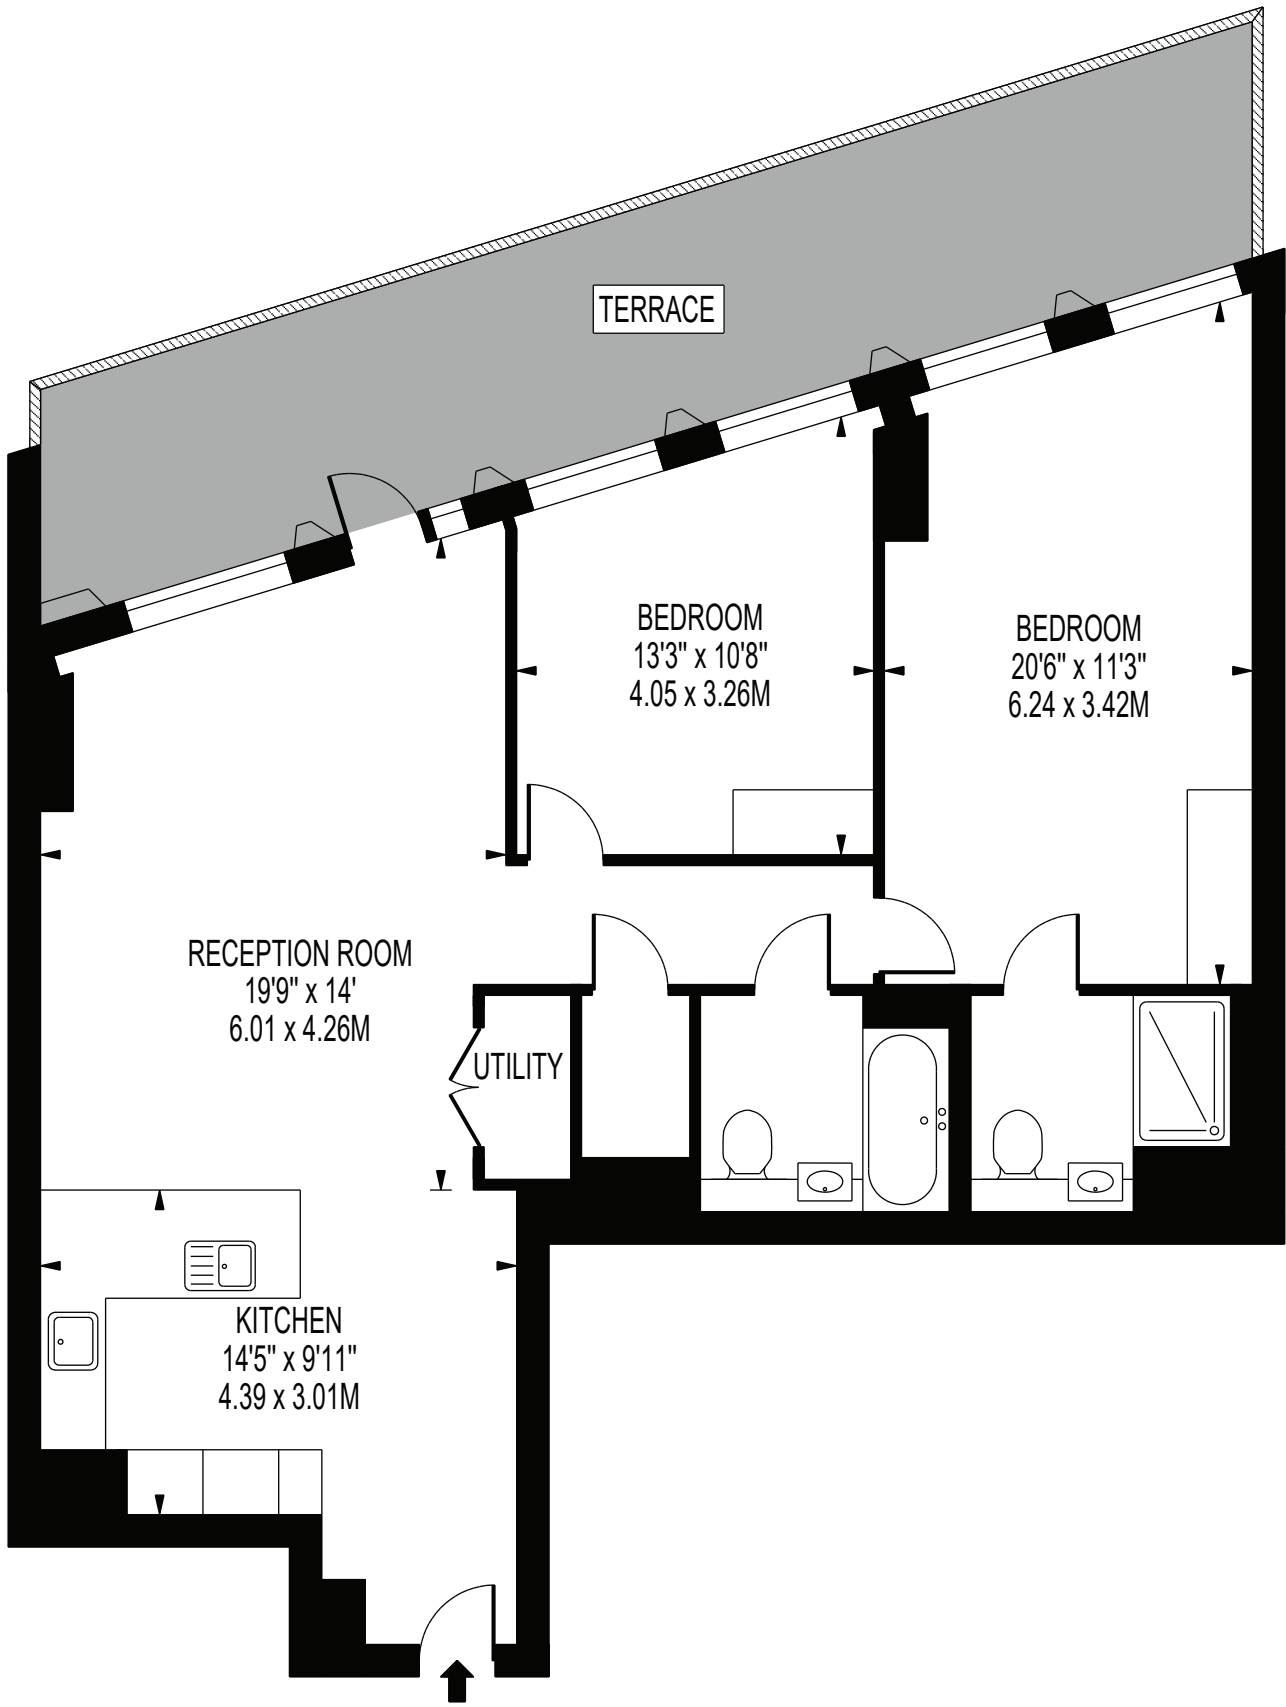 TERRACE
BEDROOM
13'3" x 10'8"
4.05 x 3.26M
BEDROOM
20'6" x 11'3"
6.24 x 3.42M
RECEPTION ROOM
19'9" x 14'
6.01 x 4.26M
UTILITY
KITCHEN
14'5" x 9'11"
4.39 x 3.01M